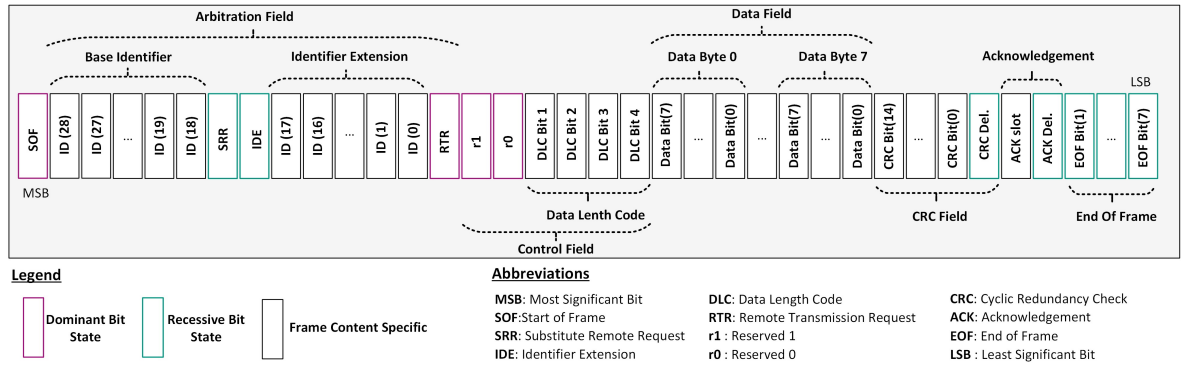 Arbitration Field
Data Field
Base Identifier
Identifier Extension
Data Byte 0
Data Byte 7
Acknowledgement
LSB
SOF
ID (28)
ID (27)
...
ID (19)
ID (18)
SRR
IDE
ID (17)
ID (16)
...
ID (1)
ID (0)
RTR
r1
r0
DLC Bit 1
DLC Bit 2
DLC Bit 3
DLC Bit 4
Data Bit(7)
...
Data Bit(0)
...
Data Bit(7)
...
Data Bit(0)
CRC Bit(14)
...
CRC Bit(0)
CRC Del.
ACK slot
ACK Del.
EOF Bit(1)
...
EOF Bit(7)
MSB
Data Lenth Code
CRC Field
End Of Frame
Control Field
Legend
Dominant Bit
State
Recessive Bit
State
Frame Content Specific
Abbreviations
MSB: Most Significant Bit
SOF:Start of Frame
SRR: Substitute Remote Request
IDE: Identifier Extension
DLC: Data Length Code
RTR: Remote Transmission Request
r1 : Reserved 1
r0 : Reserved 0
CRC: Cyclic Redundancy Check
ACK: Acknowledgement
EOF: End of Frame
LSB : Least Significant Bit